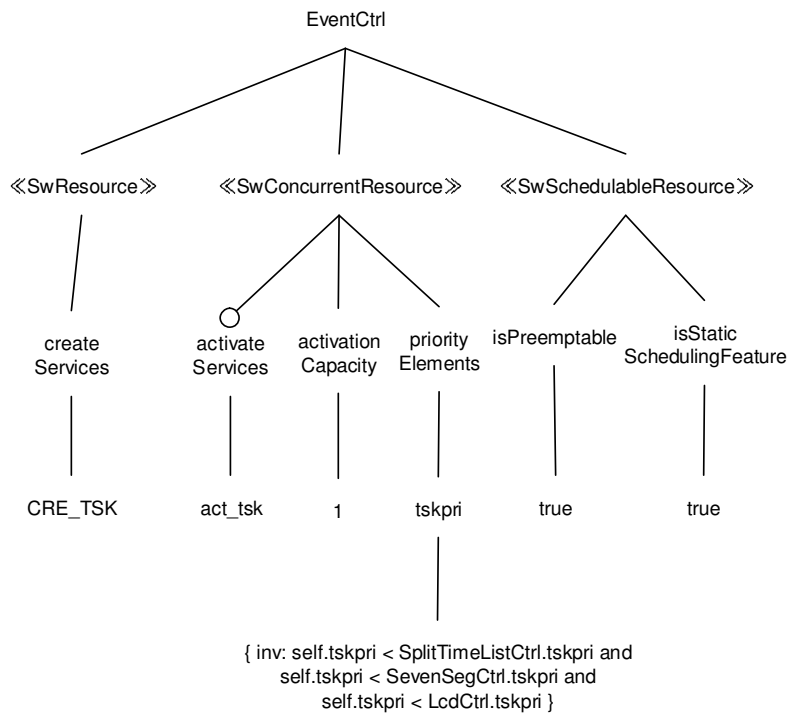 EventCtrl
≪SwResource≫ ≪SwConcurrentResource≫ ≪SwSchedulableResource≫
create
Services
activate
Services
activation
Capacity
priority
Elements
isPreemptable
isStatic
SchedulingFeature
CRE_TSK
act_tsk
1
tskpri
true
true
{ inv: self.tskpri < SplitTimeListCtrl.tskpri and
self.tskpri < SevenSegCtrl.tskpri and
self.tskpri < LcdCtrl.tskpri }